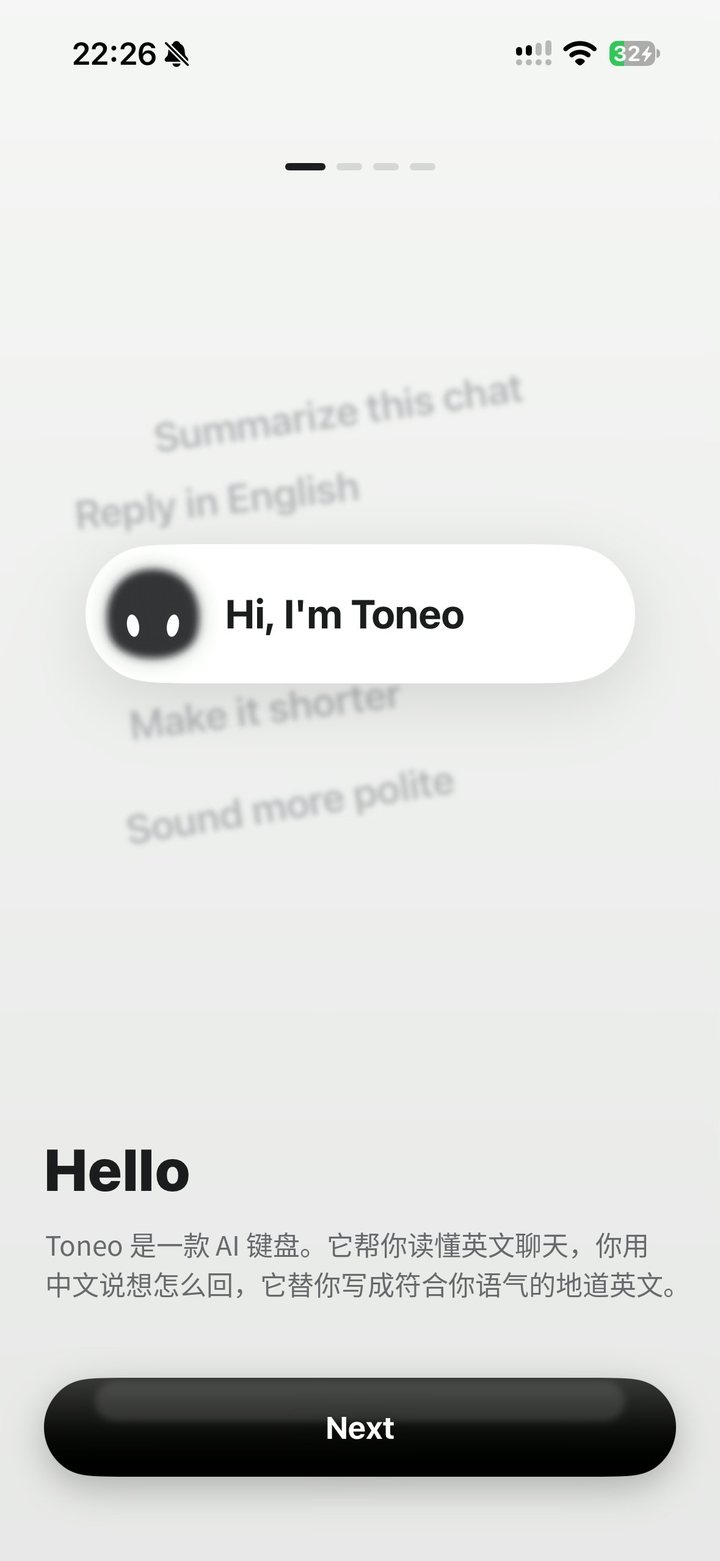 22:26
32
Summarize this chat
Reply in English
Hi, I'm Toneo
Make it shorter
Sound more polite
Hello
Toneo 是一款 AI 键盘。它帮你读懂英文聊天，你用
中文说想怎么回，它替你写成符合你语气的地道英文。
Next